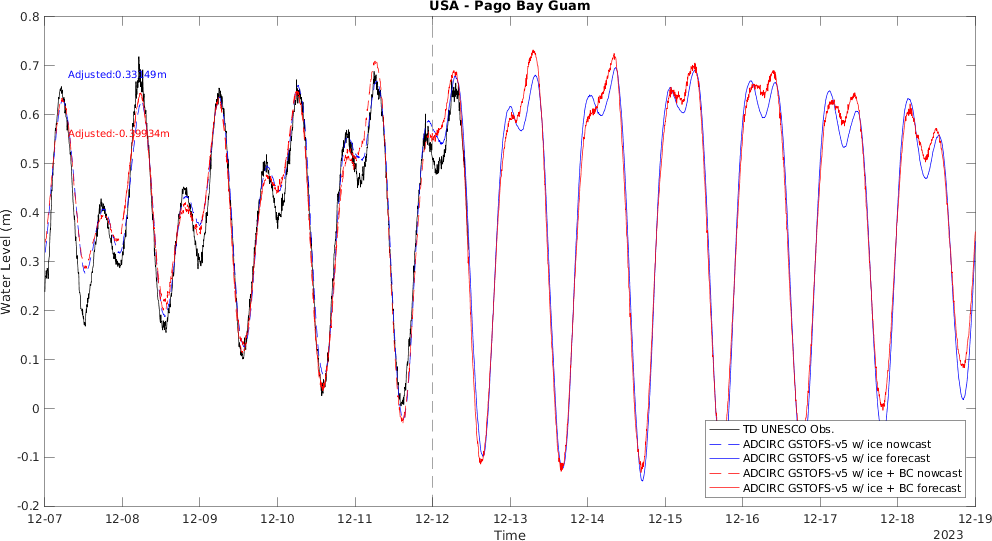 USA - Pago Bay Guam
0.8
0.7
0.6
0.5
0.4
0.3
0.2
0.1
0
-0.1
-0.2
Water Level (m)
Adjusted:-0.39934m
TD UNESCO Obs.
ADCIRC GSTOFS-v5 w/ ice nowcast
ADCIRC GSTOFS-v5 w/ ice forecast
ADCIRC GSTOFS-v5 w/ ice + BC nowcast
ADCIRC GSTOFS-v5 w/ ice + BC forecast
12-07 12-08 12-09 12-10 12-11 12-12 12-13 12-14 12-15 12-16 12-17 12-18 12-19
Time
2023